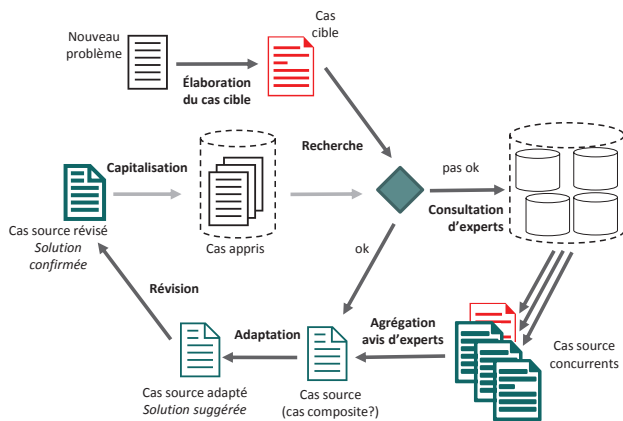 Nouveau
problème
Élaboration
du cas cible
Cas
cible
Capitalisation
Recherche
pas ok
Consultation
d'experts
Cas source révisé
Solution
confirmée
Cas appris
ok
Révision
Adaptation
Agrégation
avis d'experts
Cas source
concurrents
Cas source adapté
Solution suggérée
Cas source
(cas composite?)